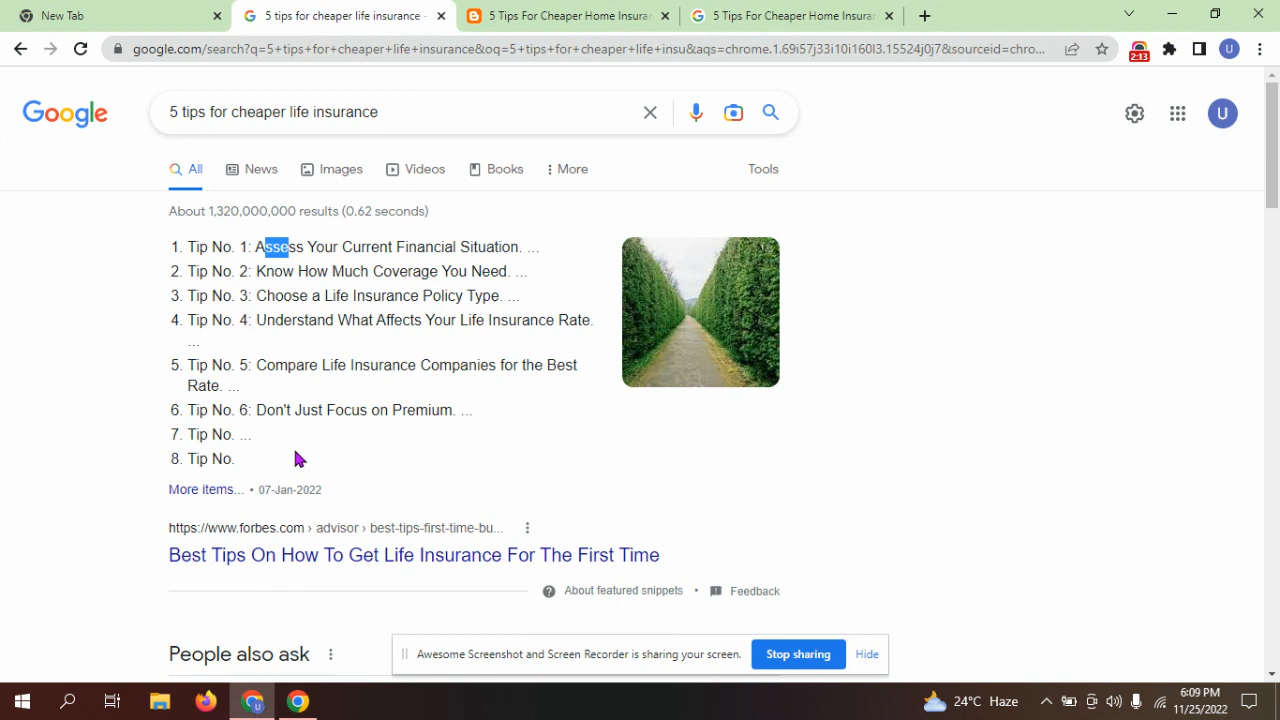 New Tab
5 tips for cheaper life insurance -
5 Tips For Cheaper Home Insuran
5 Tips For Cheaper Home Insuran
google.com/search?q=5+tips+for+cheaper+life+insurance&oq=5+tips+for+cheaper+life+insu&aqs=chrome.1.69i57j33i10i160l3.15524j0j7&sourceid=chro...
2:13
U
Google
5 tips for cheaper life insurance
U
All
News
Images
Videos
Books
More
Tools
About 1,320,000,000 results (0.62 seconds)
1. Tip No. 1: Assess Your Current Financial Situation. ...
2. Tip No. 2: Know How Much Coverage You Need. ...
3. Tip No. 3: Choose a Life Insurance Policy Type. ...
4. Tip No. 4: Understand What Affects Your Life Insurance Rate.
...
5. Tip No. 5: Compare Life Insurance Companies for the Best
Rate. ...
6. Tip No. 6: Don't Just Focus on Premium. ...
7. Tip No. ...
8. Tip No.
More items... • 07-Jan-2022
https://www.forbes.com › advisor › best-tips-first-time-bu...
Best Tips On How To Get Life Insurance For The First Time
About featured snippets • Feedback
People also ask
Awesome Screenshot and Screen Recorder is sharing your screen.
Stop sharing
Hide
U
24°C Haze
6:09 PM
11/25/2022